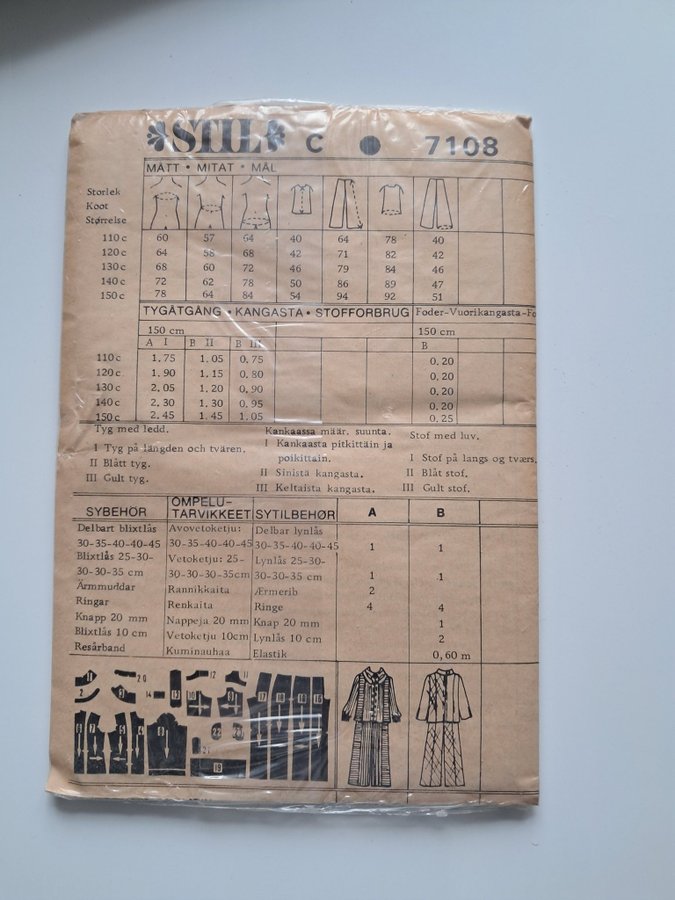 STIL C 7108
MÅTT • MITAT • MÅL
Storlek
Koot
Størrelse
110 c 60 57 64 40 64 78 40
120 c 64 58 68 42 71 82 42
130 c 68 60 72 46 79 84 46
140 c 72 62 78 50 86 89 47
150 c 78 64 84 54 94 92 51
TYGÅTGÅNG • KANGASTA • STOFFORBRUG Foder-Vuorikangasta-Fo
150 cm 150 cm
A I B II B III B
110 c 1.75 1.05 0.75 0.20
120 c 1.90 1.15 0.80 0.20
130 c 2.05 1.20 0.90 0.20
140 c 2.30 1.30 0.95 0.20
150 c 2.45 1.45 1.05 0.25
Tyg med ledd.
I Tyg på längden och tvären.
II Blått tyg.
III Gult tyg.
Kankaassa määr. suunta.
I Kankaasta pitkittäin ja
poikittain.
II Sinistä kangasta.
III Keltaista kangasta.
Stof med luv.
I Stof på langs og tværs.
II Blåt stof.
III Gult stof.
SYBEHÖR OMPELU-TARVIKKEET SYTILBEHØR A B
Delbart blixtlås Avovetoketju: Delbar lynlås
30-35-40-40-45 30-35-40-40-45 30-35-40-40-45 1 1
Blixtlås 25-30- Vetoketju: 25- Lynlås 25-30-
30-30-35 cm 30-30-30-35cm 30-30-35 cm 1 1
Ärmmuddar Rannikkaita Ærmerib 2
Ringar Renkaita Ringe 4 4
Knapp 20 mm Nappeja 20 mm Knap 20 mm 1
Blixtlås 10 cm Vetoketju 10cm Lynlås 10 cm 2
Resårband Kuminauhaa Elastik 0,60 m